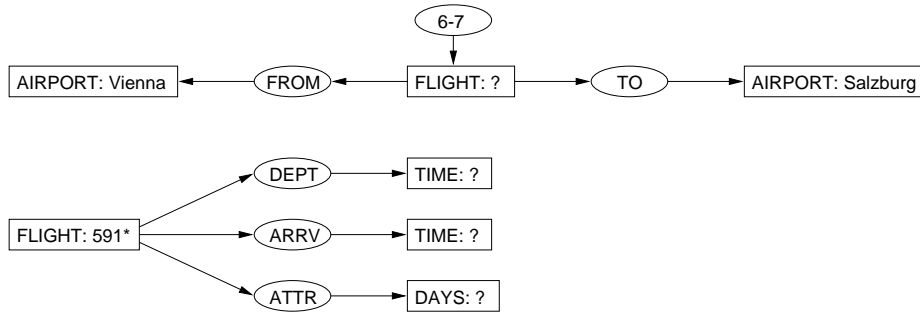 6-7
AIRPORT: Vienna FROM FLIGHT: ? TO AIRPORT: Salzburg
DEPT TIME: ?
FLIGHT: 591* ARRV TIME: ?
ATTR DAYS: ?